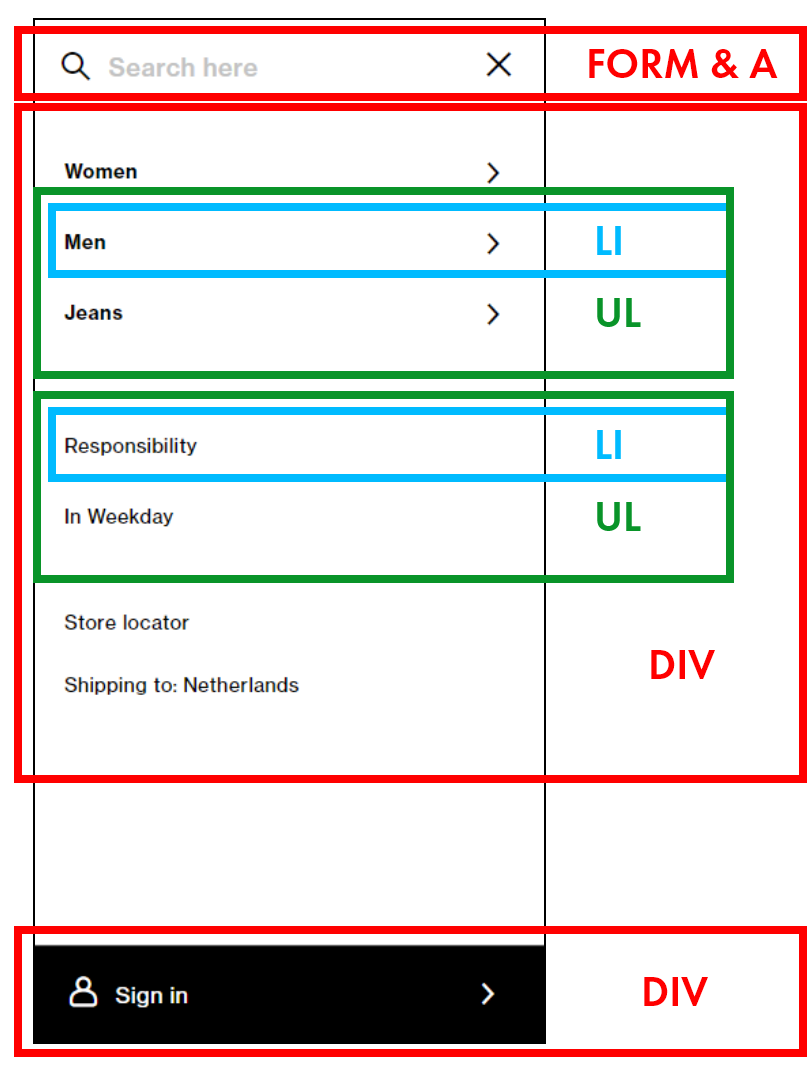 Search here
FORM & A
Women
Men
LI
Jeans
UL
Responsibility
LI
In Weekday
UL
Store locator
DIV
Shipping to: Netherlands
Sign in
DIV